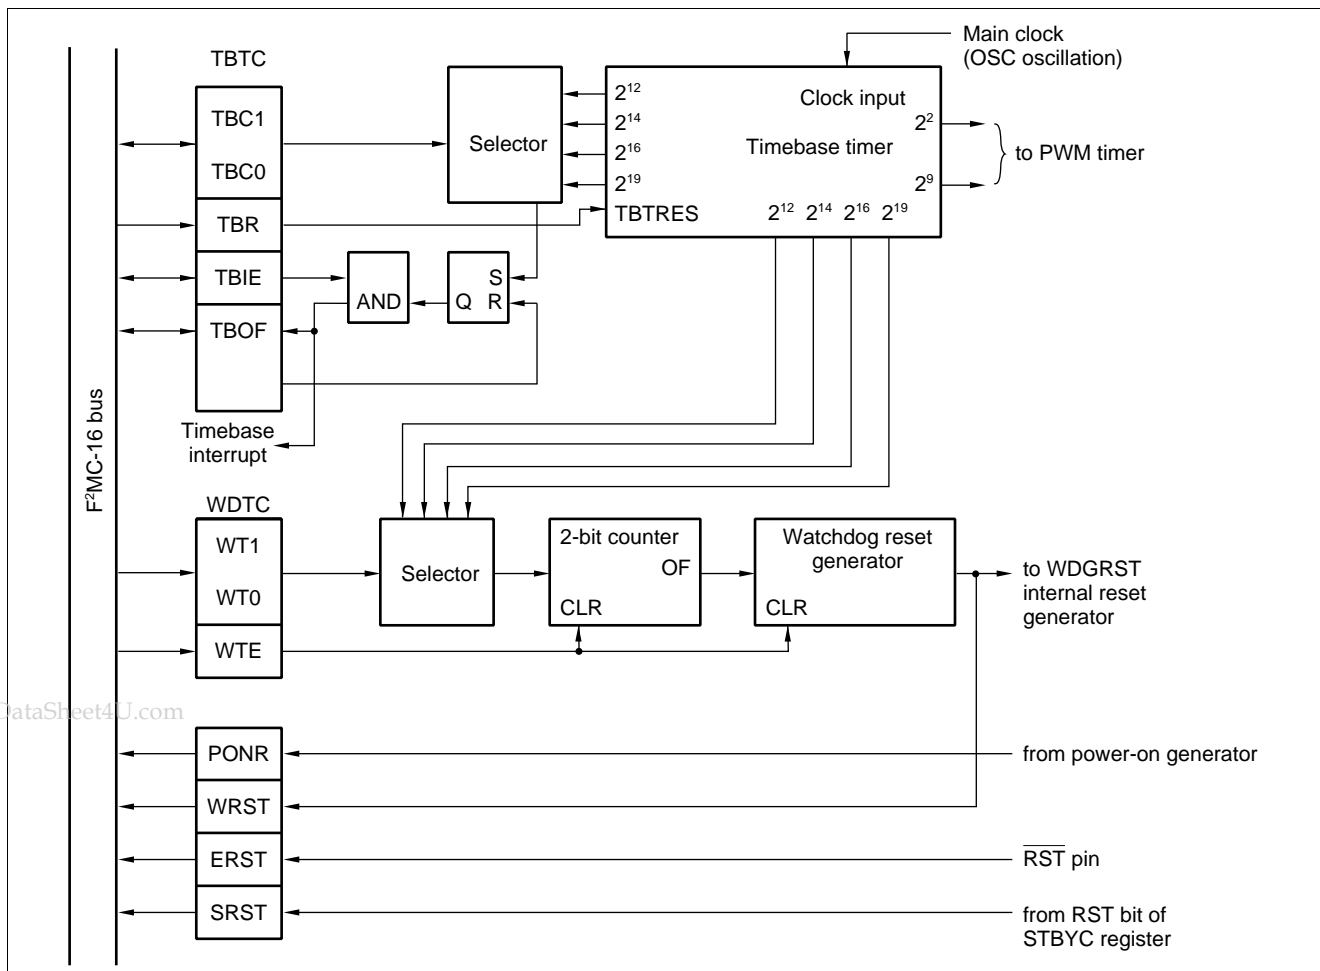 Main clock
(OSC oscillation)
TBTC
TBC1
TBC0
TBR
TBIE
TBOF
Selector
2¹²
2¹⁴
2¹⁶
2¹⁹
TBTRES
Clock input
Timebase timer
2²
2⁹
2¹² 2¹⁴ 2¹⁶ 2¹⁹
to PWM timer
AND
S
Q R
Timebase
interrupt
F²MC-16 bus
WDTC
WT1
WT0
WTE
Selector
2-bit counter
OF
CLR
Watchdog reset
generator
CLR
to WDGRST
internal reset
generator
DataSheet4U.com
PONR
from power-on generator
WRST
ERST
R̅S̅T̅ pin
SRST
from RST bit of
STBYC register